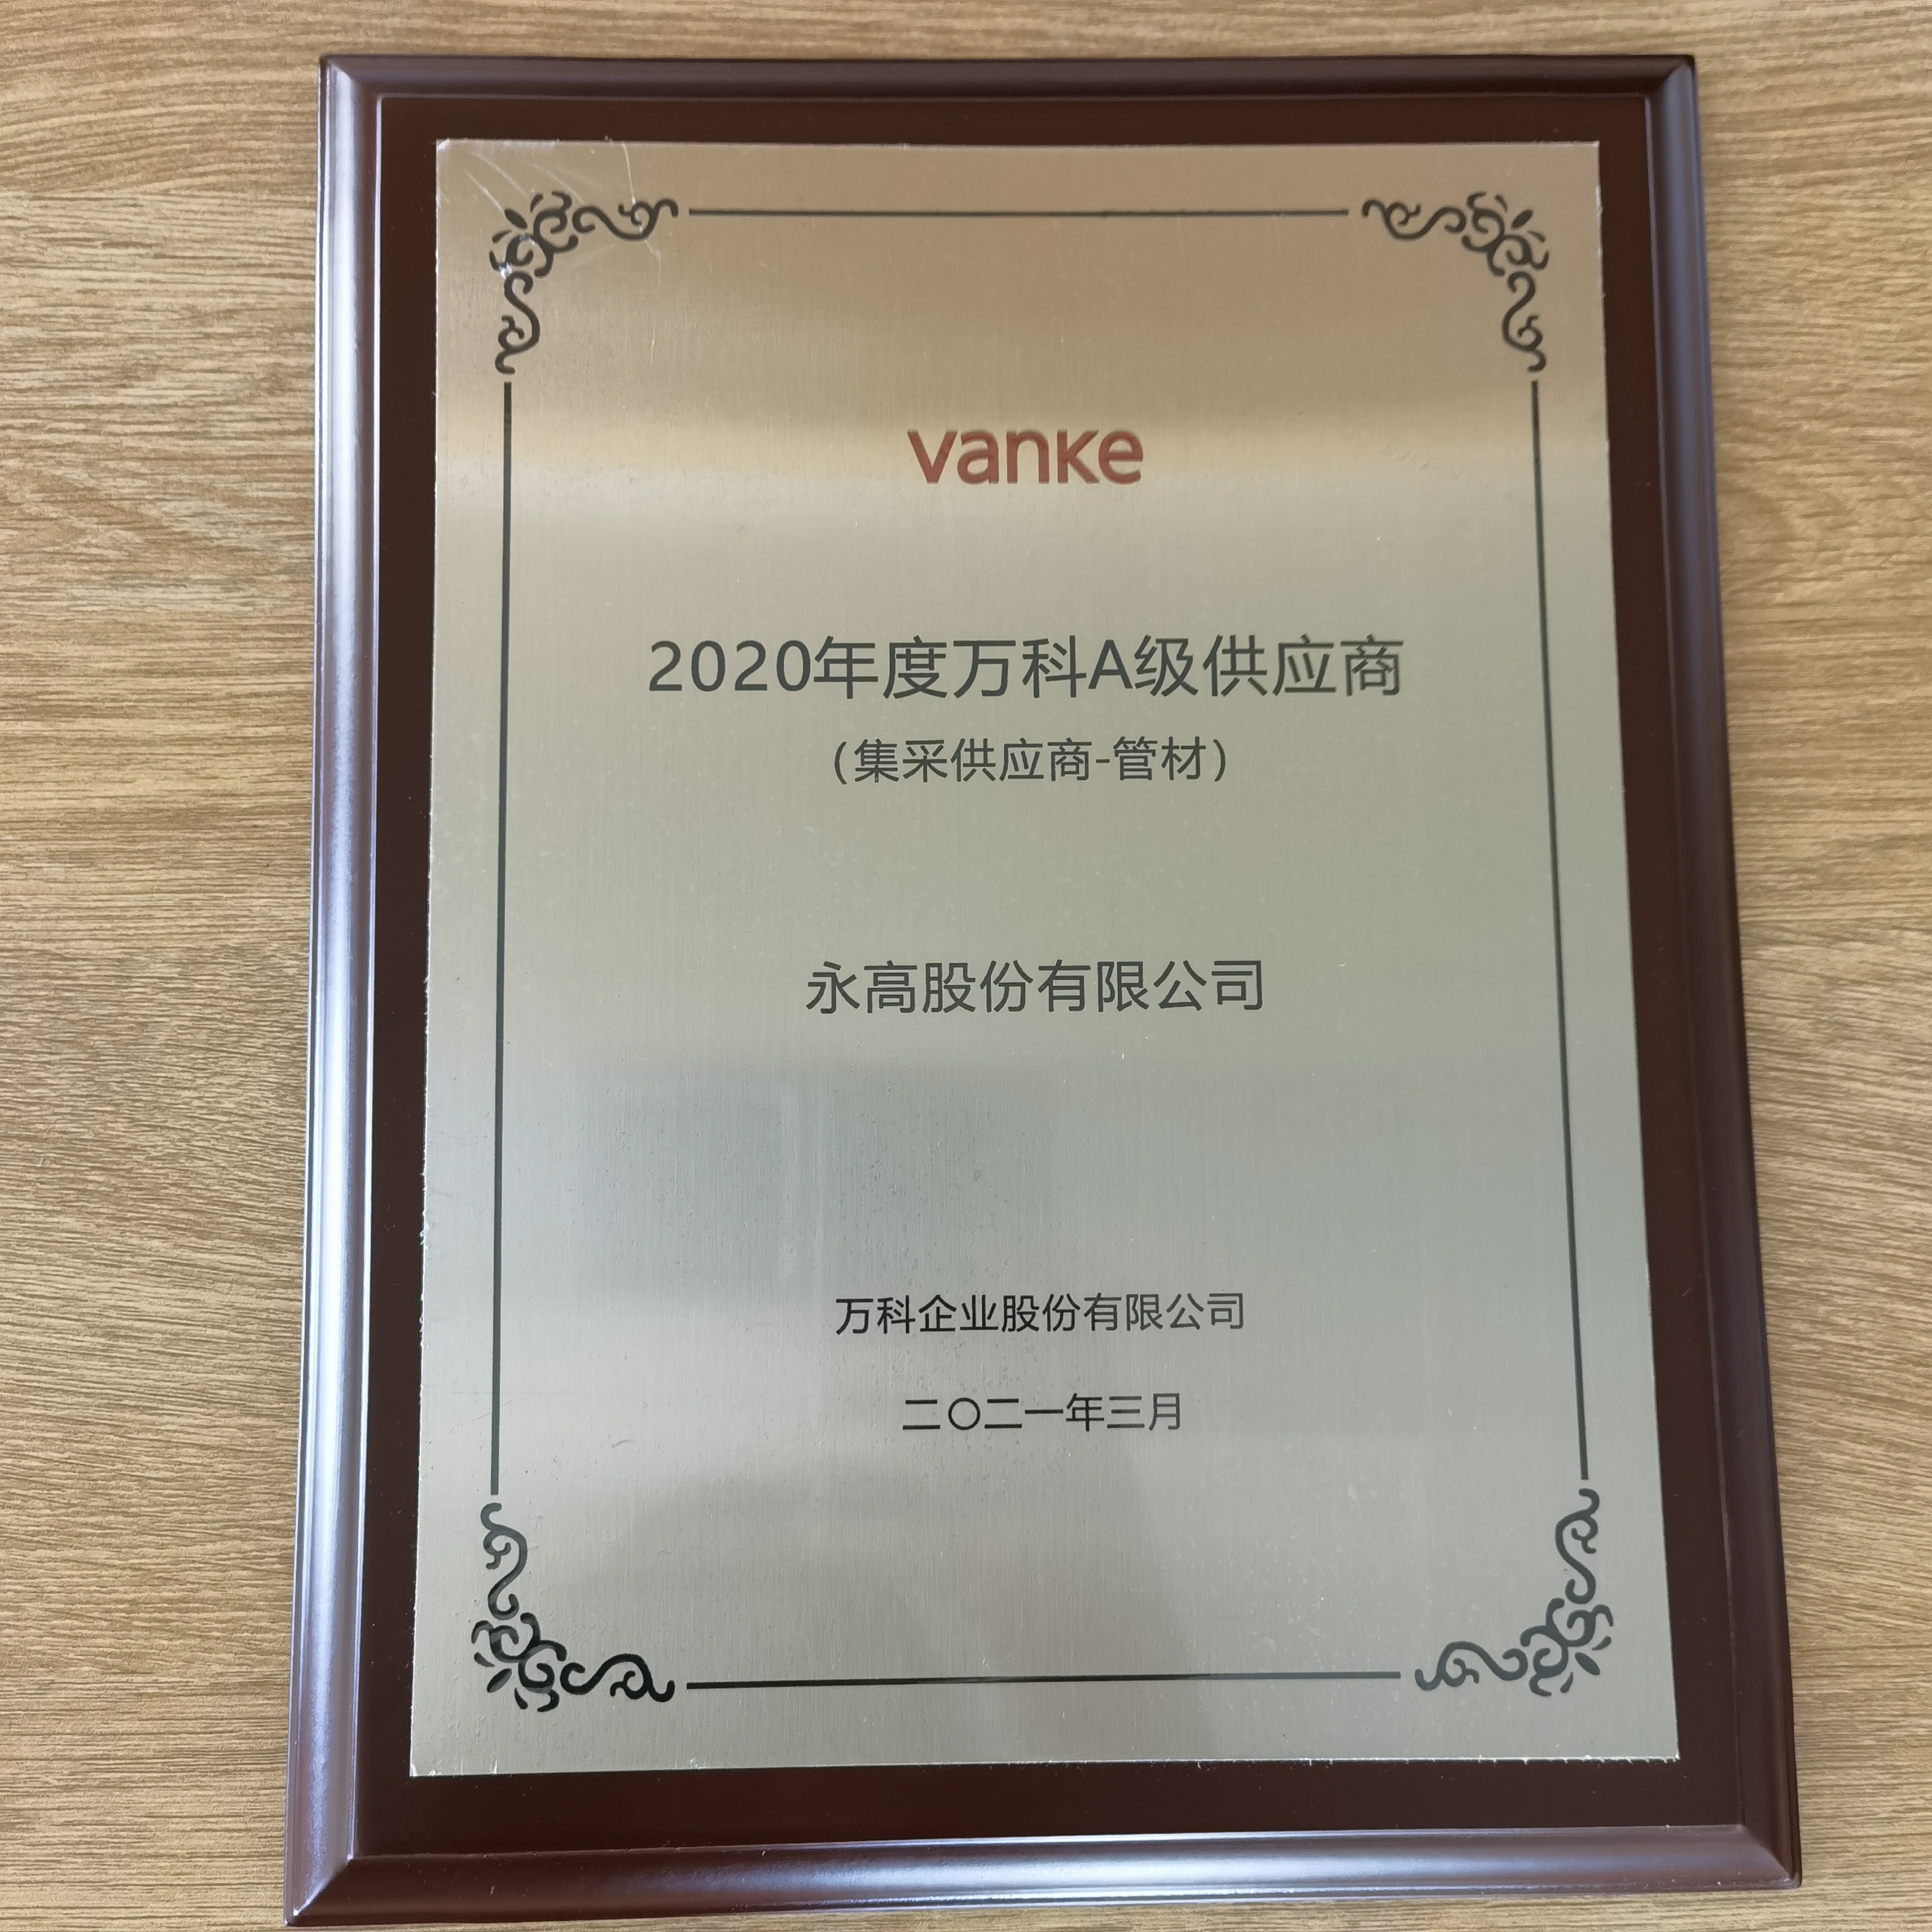 vanke
2020年度万科A级供应商
（集采供应商-管材）
永高股份有限公司
万科企业股份有限公司
二〇二一年三月